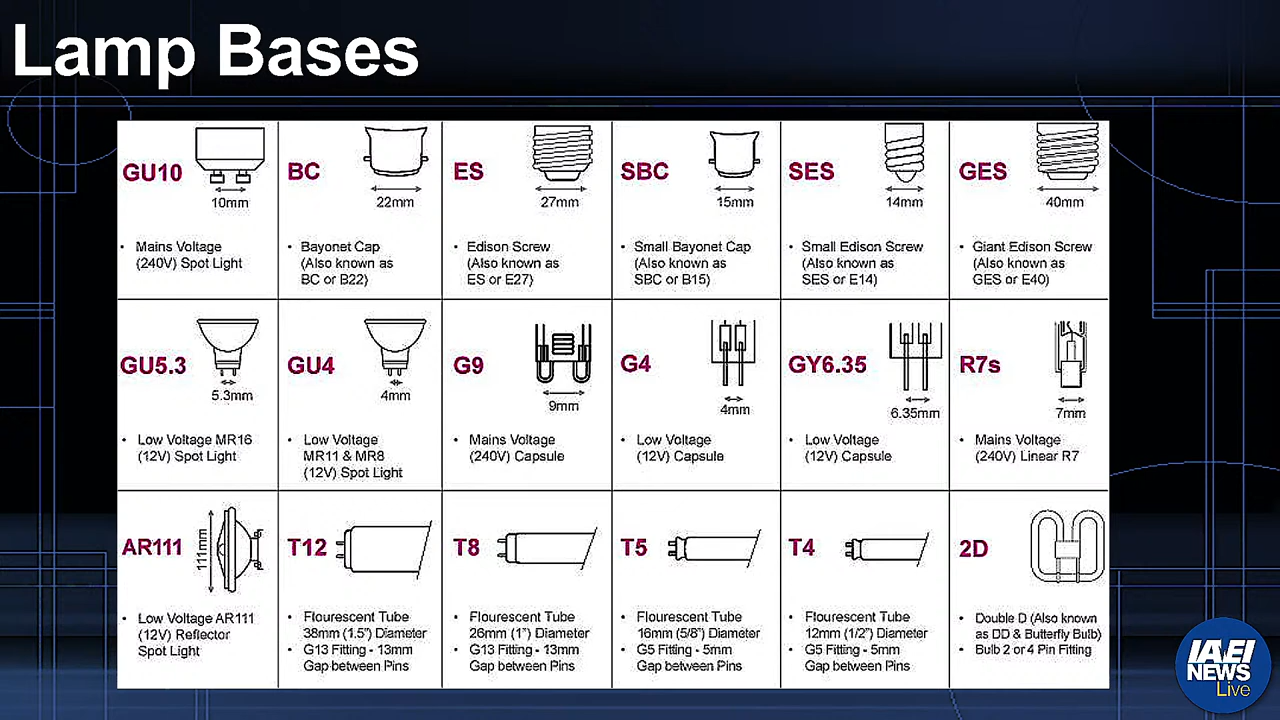 Lamp Bases
GU10
10mm
• Mains Voltage
(240V) Spot Light
BC
22mm
• Bayonet Cap
(Also known as
BC or B22)
ES
27mm
• Edison Screw
(Also known as
ES or E27)
SBC
15mm
• Small Bayonet Cap
(Also known as
SBC or B15)
SES
14mm
• Small Edison Screw
(Also known as
SES or E14)
GES
40mm
• Giant Edison Screw
(Also known as
GES or E40)
GU5.3
5.3mm
• Low Voltage MR16
(12V) Spot Light
GU4
4mm
• Low Voltage
MR11 & MR8
(12V) Spot Light
G9
9mm
• Mains Voltage
(240V) Capsule
G4
4mm
• Low Voltage
(12V) Capsule
GY6.35
6.35mm
• Low Voltage
(12V) Capsule
R7s
7mm
• Mains Voltage
(240V) Linear R7
AR111
111mm
• Low Voltage AR111
(12V) Reflector
Spot Light
T12
• Flourescent Tube
38mm (1.5") Diameter
• G13 Fitting - 13mm
Gap between Pins
T8
• Flourescent Tube
26mm (1") Diameter
• G13 Fitting - 13mm
Gap between Pins
T5
• Flourescent Tube
16mm (5/8") Diameter
• G5 Fitting - 5mm
Gap between Pins
T4
• Flourescent Tube
12mm (1/2") Diameter
• G5 Fitting - 5mm
Gap between Pins
2D
• Double D (Also known
as DD & Butterfly Bulb)
• Bulb 2 or 4 Pin Fitting
IAEI
NEWS
Live